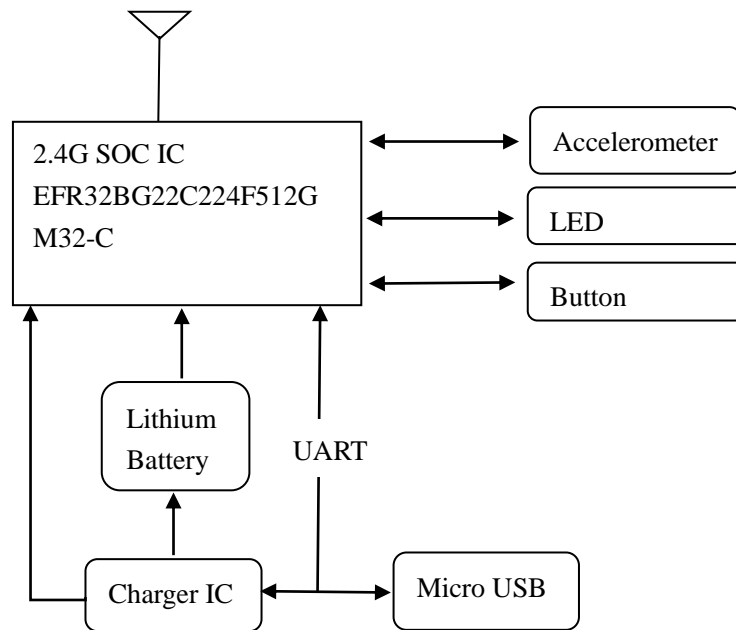 2.4G SOC IC
EFR32BG22C224F512G
M32-C
Accelerometer
LED
Button
Lithium
Battery
UART
Charger IC
Micro USB